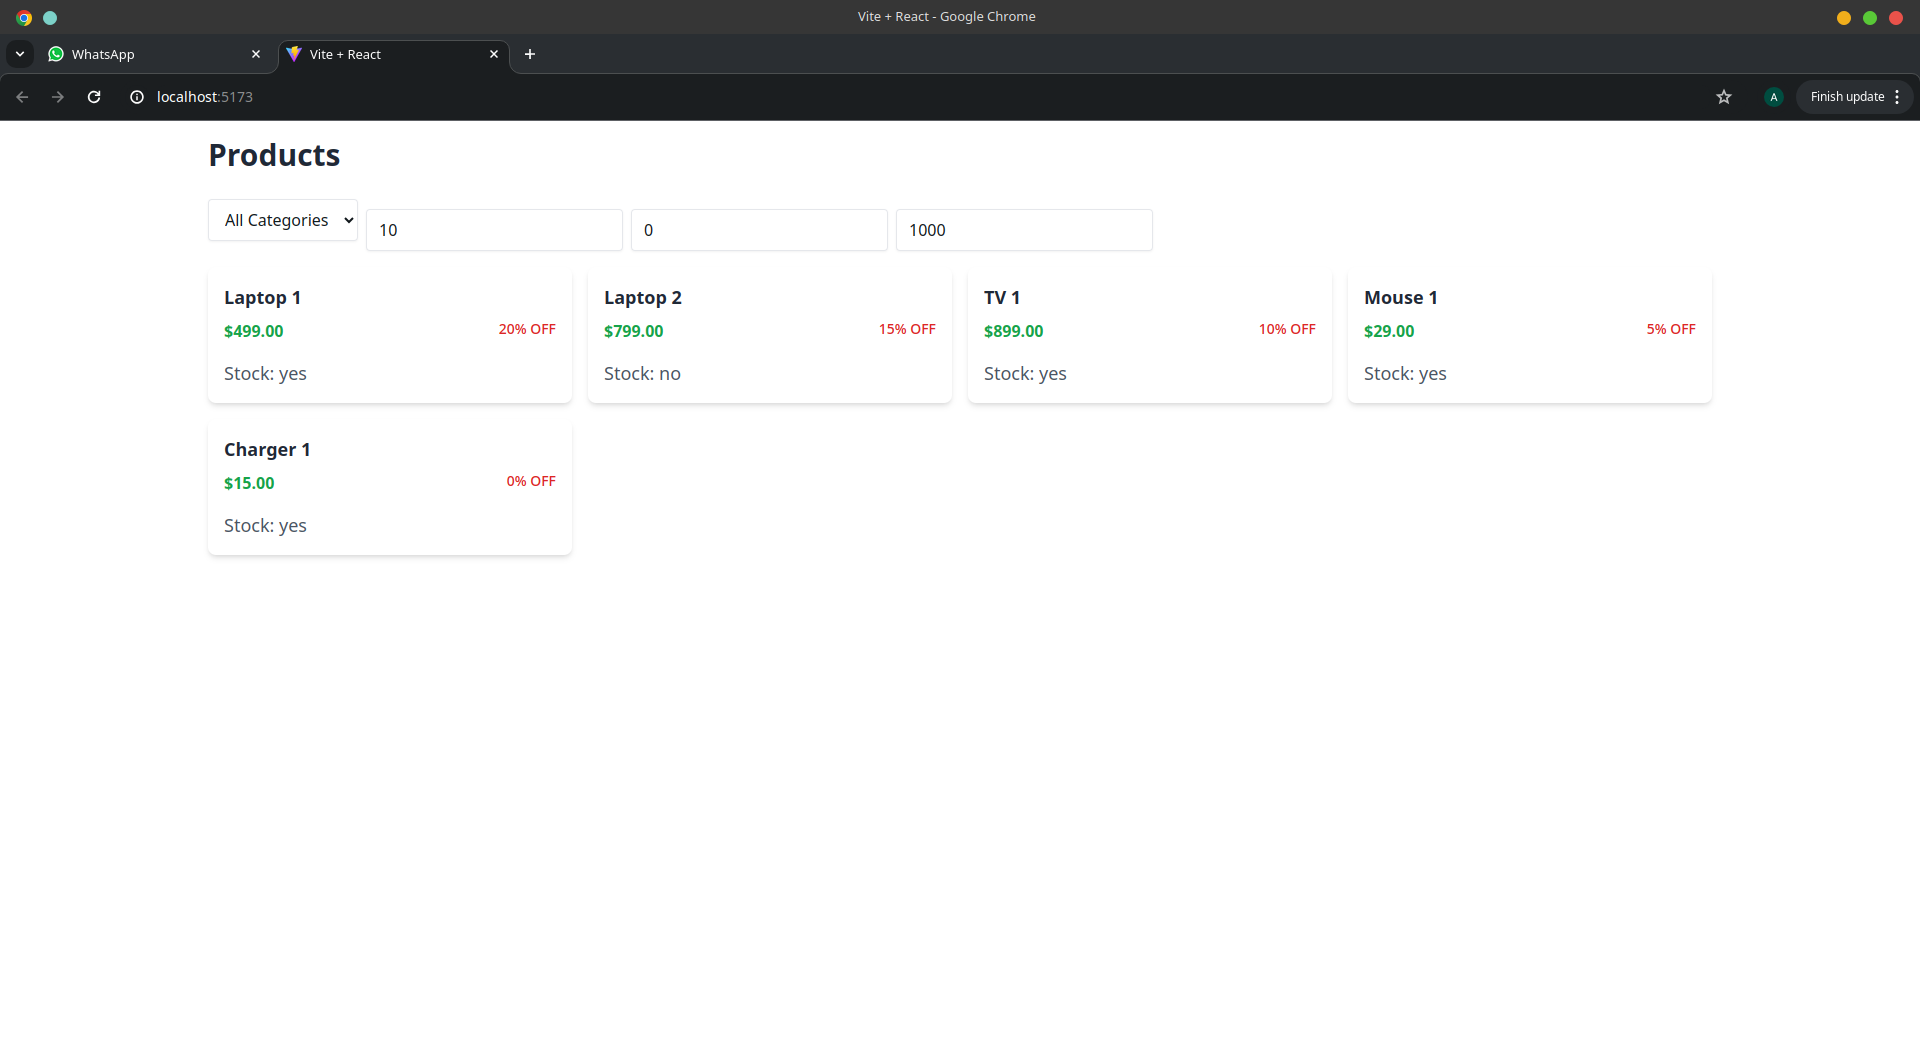 Vite + React - Google Chrome
WhatsApp
Vite + React
localhost:5173
A
Finish update
Products
All Categories
10
0
1000
Laptop 1
$499.00
20% OFF
Stock: yes
Laptop 2
$799.00
15% OFF
Stock: no
TV 1
$899.00
10% OFF
Stock: yes
Mouse 1
$29.00
5% OFF
Stock: yes
Charger 1
$15.00
0% OFF
Stock: yes